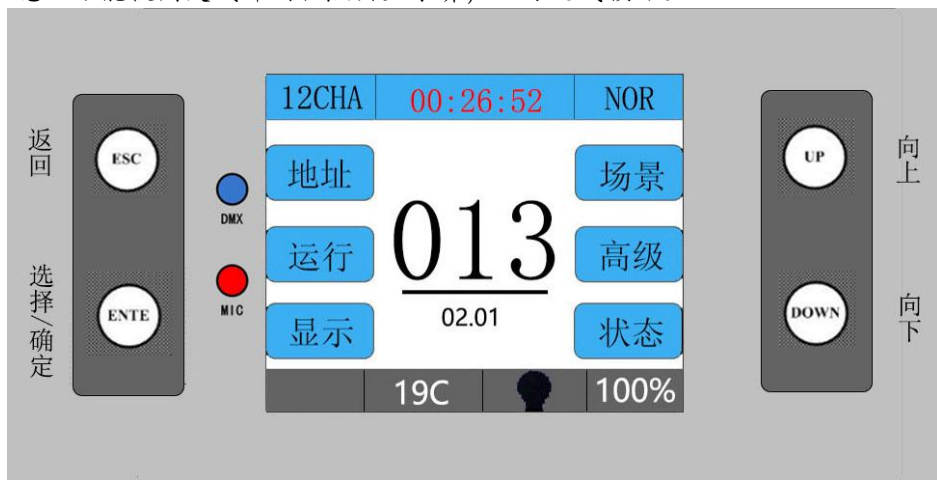 12CHA 00:26:52 NOR
返回
ESC
地址
场景
UP
向上
DMX
013
运行
高级
选择/确定
ENTE
MIC
02.01
显示
状态
DOWN
向下
19C
100%